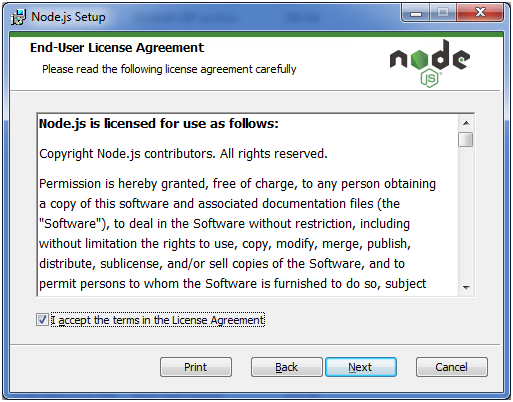 Node.js Setup
End-User License Agreement
Please read the following license agreement carefully
node
JS
Node.js is licensed for use as follows:
Copyright Node.js contributors. All rights reserved.
Permission is hereby granted, free of charge, to any person obtaining
a copy of this software and associated documentation files (the
"Software"), to deal in the Software without restriction, including
without limitation the rights to use, copy, modify, merge, publish,
distribute, sublicense, and/or sell copies of the Software, and to
permit persons to whom the Software is furnished to do so, subject
I accept the terms in the License Agreement
Print Back Next Cancel